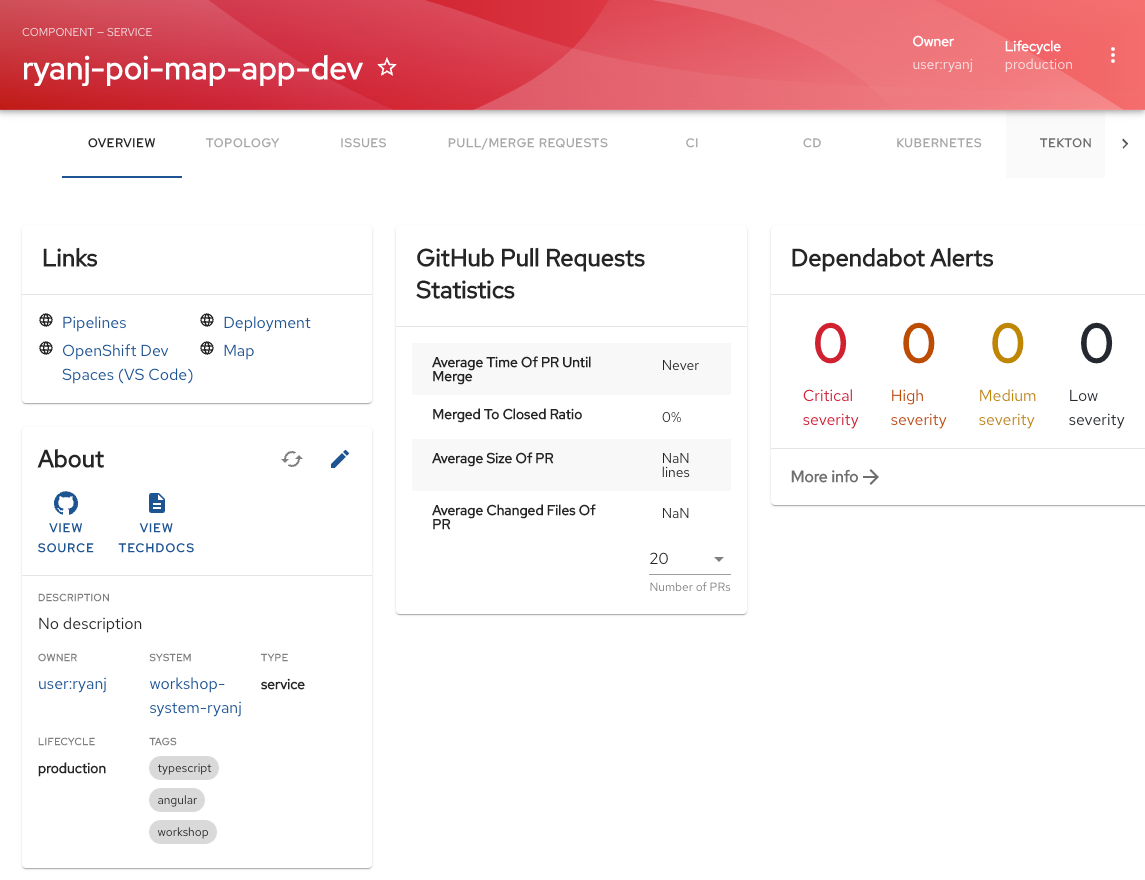 COMPONENT — SERVICE
ryanj-poi-map-app-dev
Owner
user:ryanj
Lifecycle
production
OVERVIEW
TOPOLOGY
ISSUES
PULL/MERGE REQUESTS
CI
CD
KUBERNETES
TEKTON
Links
Pipelines
Deployment
OpenShift Dev
Spaces (VS Code)
Map
About
VIEW
SOURCE
VIEW
TECHDOCS
DESCRIPTION
No description
OWNER
user:ryanj
SYSTEM
workshop-
system-ryanj
TYPE
service
LIFECYCLE
production
TAGS
typescript
angular
workshop
GitHub Pull Requests
Statistics
Average Time Of PR Until
Merge
Never
Merged To Closed Ratio
0%
Average Size Of PR
NaN
lines
Average Changed Files Of
PR
NaN
20
Number of PRs
Dependabot Alerts
0
Critical
severity
0
High
severity
0
Medium
severity
0
Low
severity
More info